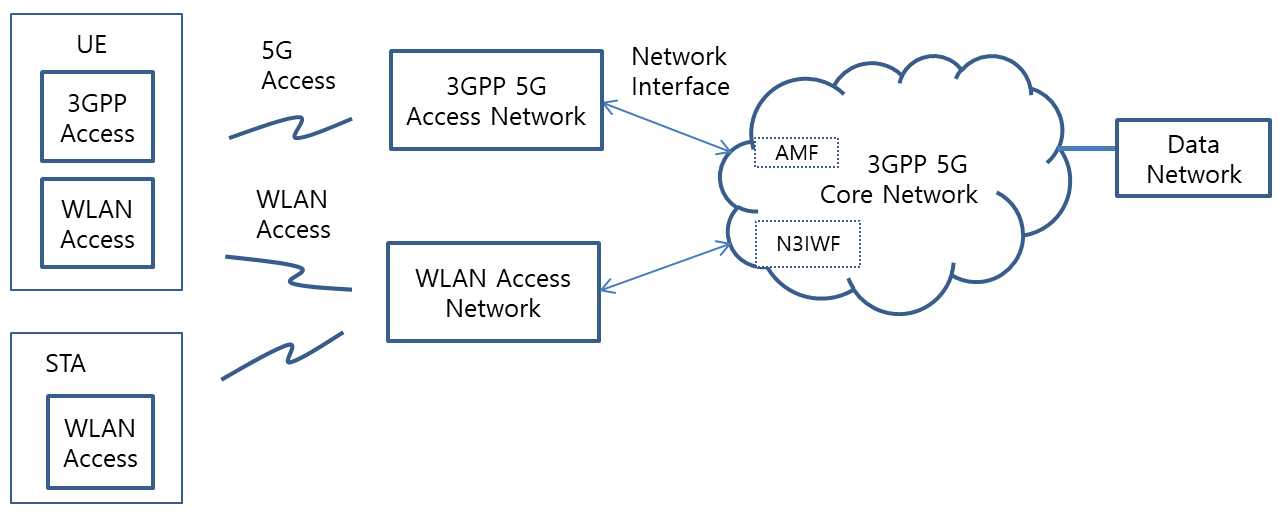 UE
3GPP
Access
WLAN
Access
STA
WLAN
Access
5G
Access
WLAN
Access
3GPP 5G
Access Network
WLAN Access
Network
Network
Interface
AMF
3GPP 5G
Core Network
N3IWF
Data
Network